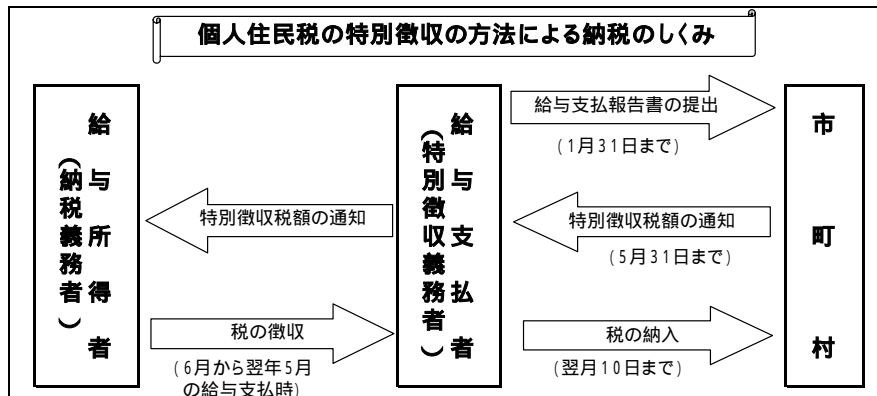 個人住民税の特別徴収の方法による納税のしくみ
給与所得者
（納税義務者）
給与支払者
（特別徴収義務者）
市町村
給与支払報告書の提出
(1月31日まで)
特別徴収税額の通知
(5月31日まで)
特別徴収税額の通知
税の徴収
(6月から翌年5月
の給与支払時)
税の納入
(翌月10日まで)